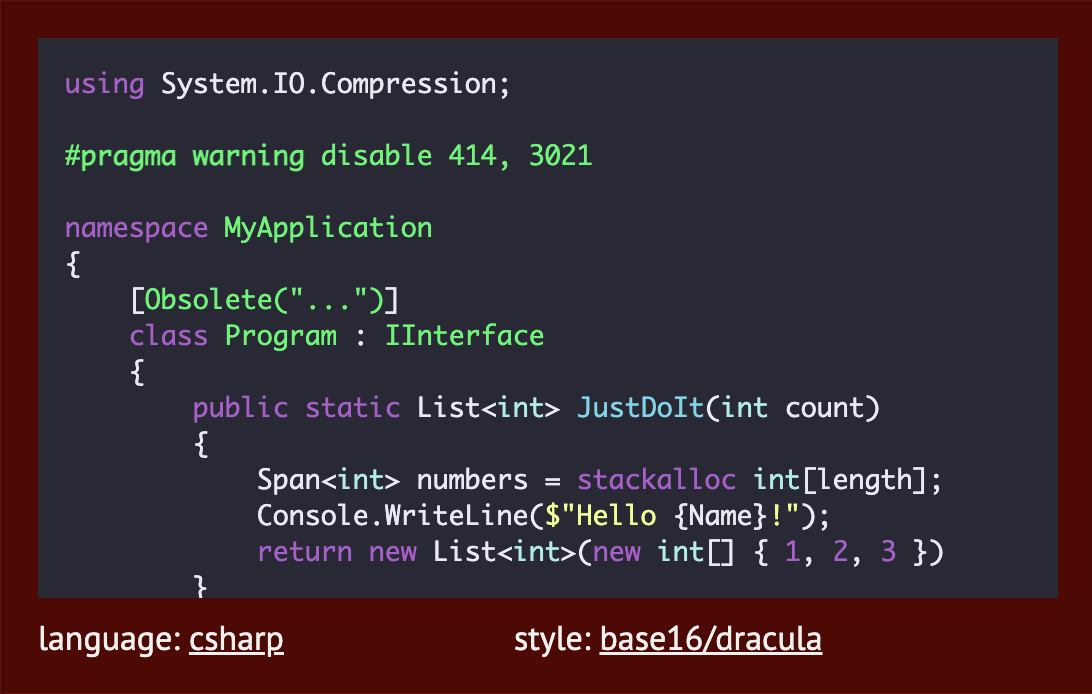 using System.IO.Compression;
#pragma warning disable 414, 3021
namespace MyApplication
{
    [Obsolete("...")]
    class Program : IInterface
    {
        public static List<int> JustDoIt(int count)
        {
            Span<int> numbers = stackalloc int[length];
            Console.WriteLine($"Hello {Name}!");
            return new List<int>(new int[] { 1, 2, 3 })
        }
language: csharp
style: base16/dracula